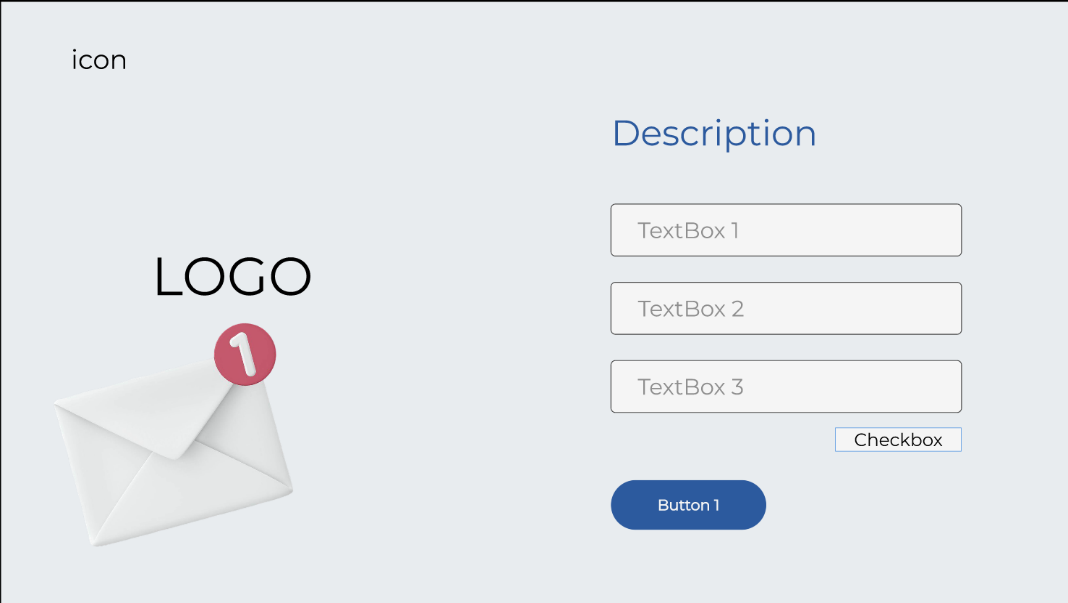 icon
Description
TextBox 1
TextBox 2
LOGO
1
TextBox 3
Checkbox
Button 1